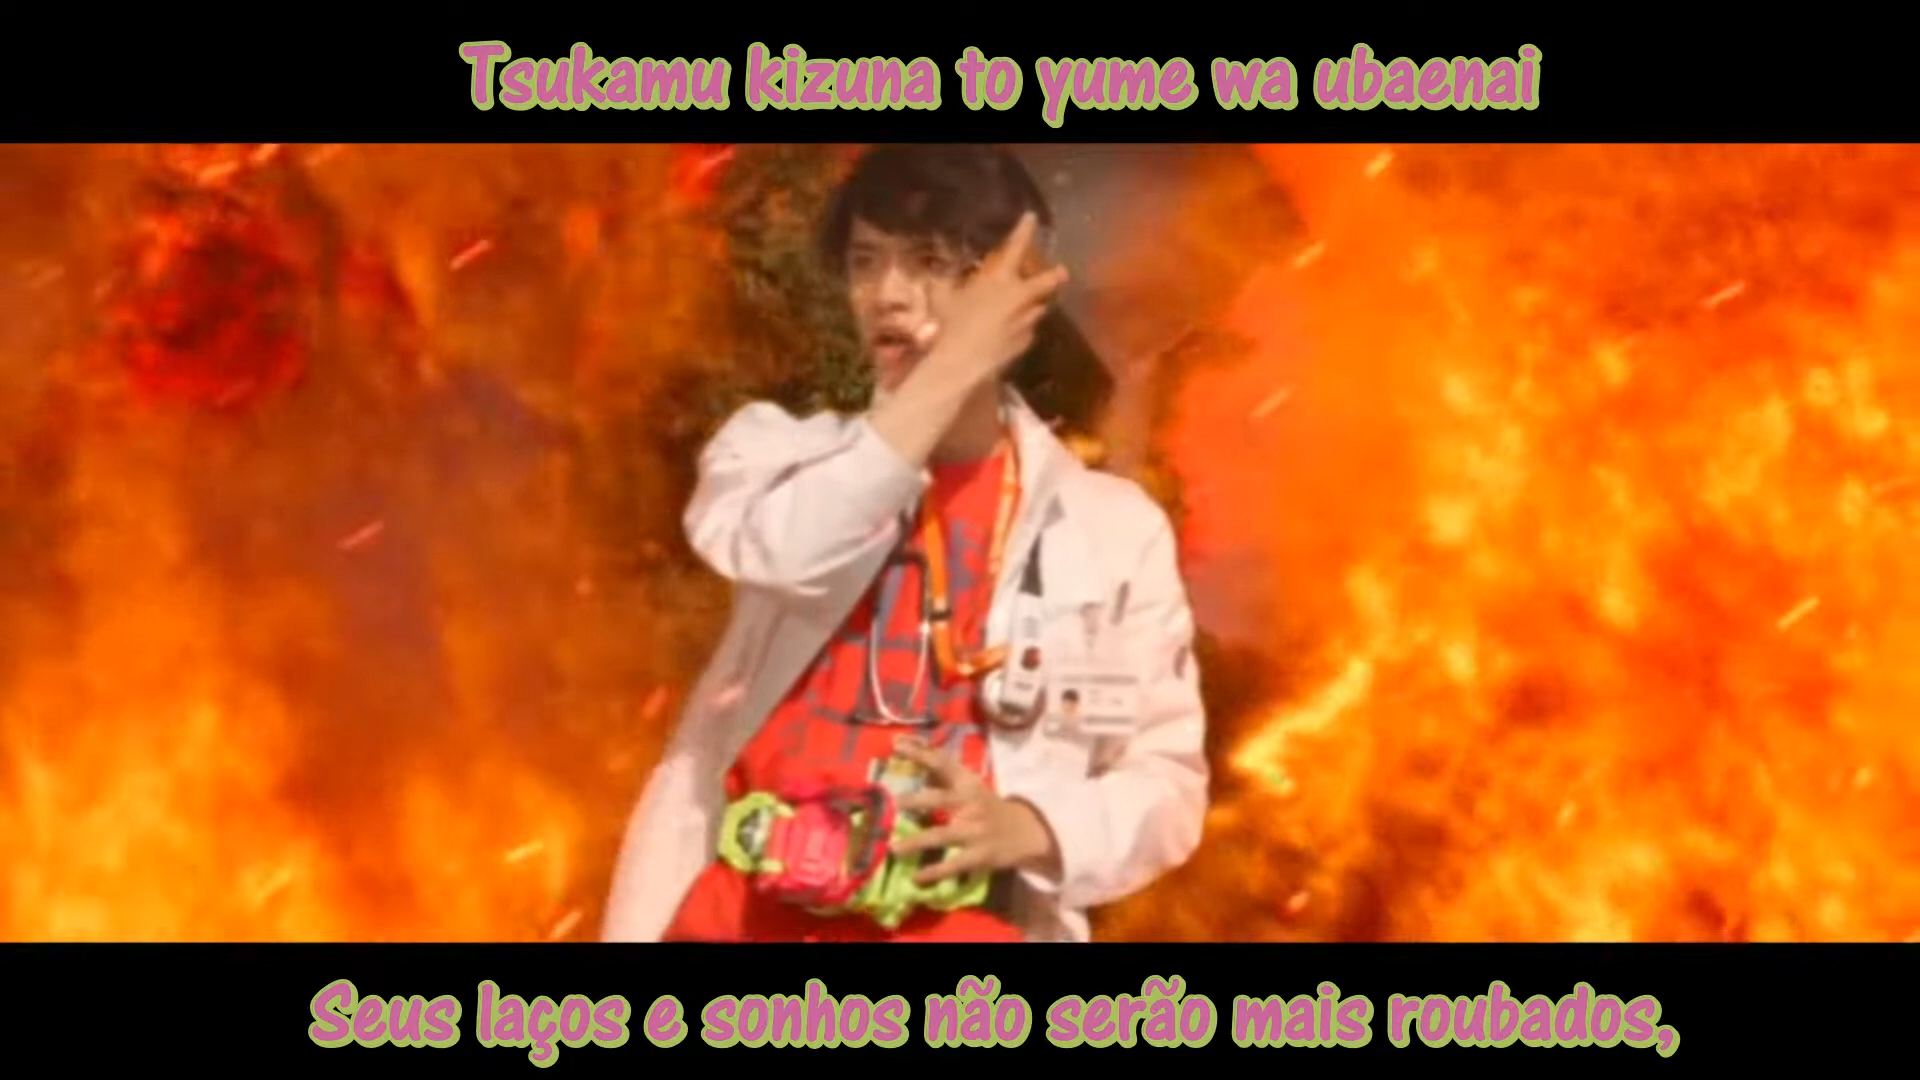 Tsukamu kizuna to yume wa ubaenai
Seus laços e sonhos não serão mais roubados,